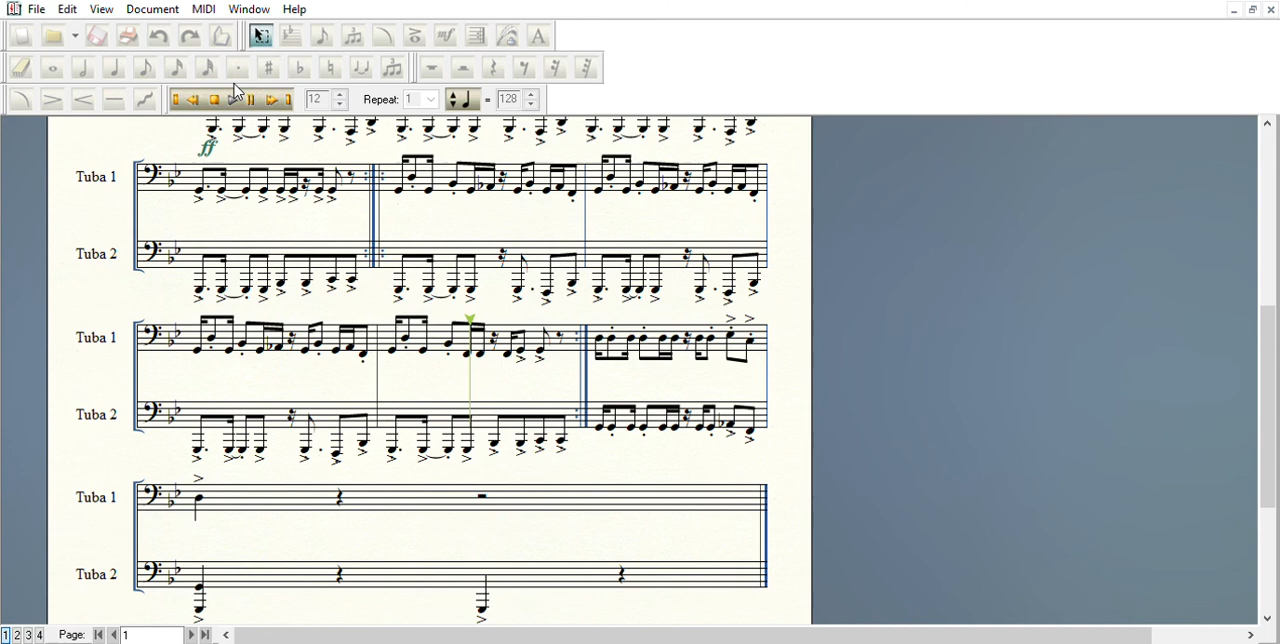 File Edit View Document MIDI Window Help
mf A
12 Repeat: 1 = 128
ff
Tuba 1
Tuba 2
Tuba 1
Tuba 2
Tuba 1
Tuba 2
1 2 3 4 Page: 1